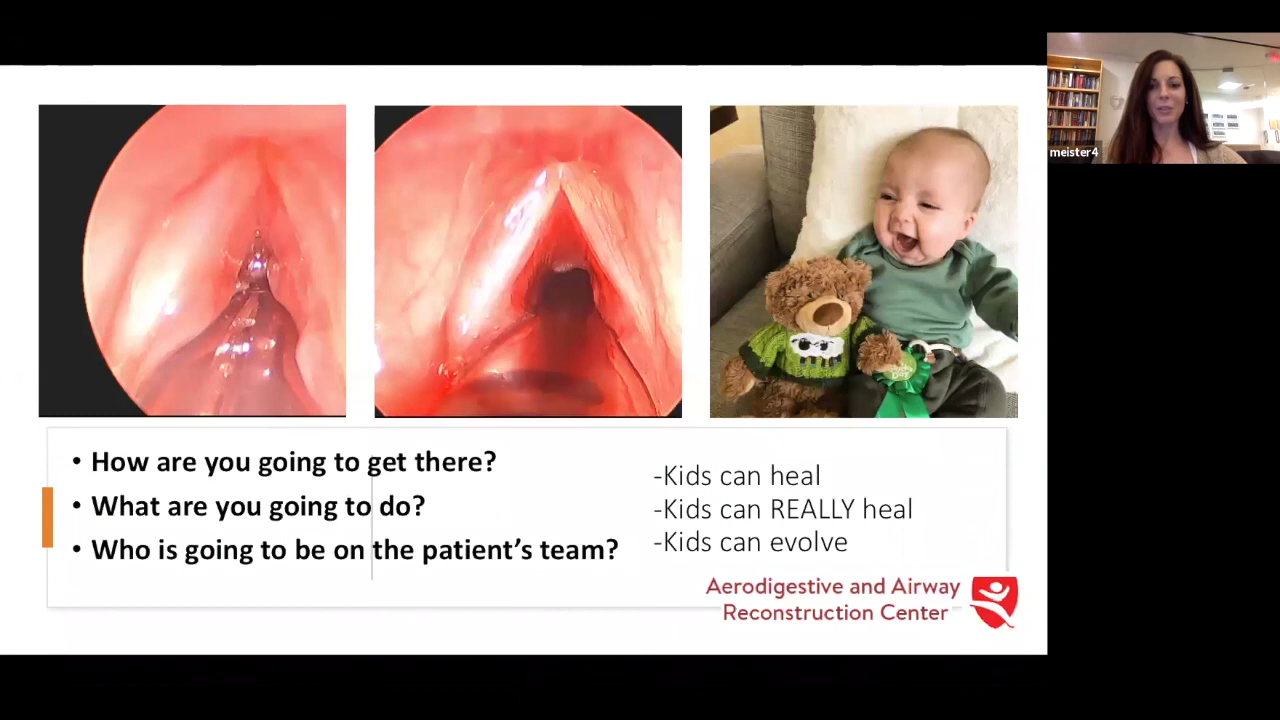 meister4
• How are you going to get there?
• What are you going to do?
• Who is going to be on the patient's team?
-Kids can heal
-Kids can REALLY heal
-Kids can evolve
Aerodigestive and Airway
Reconstruction Center